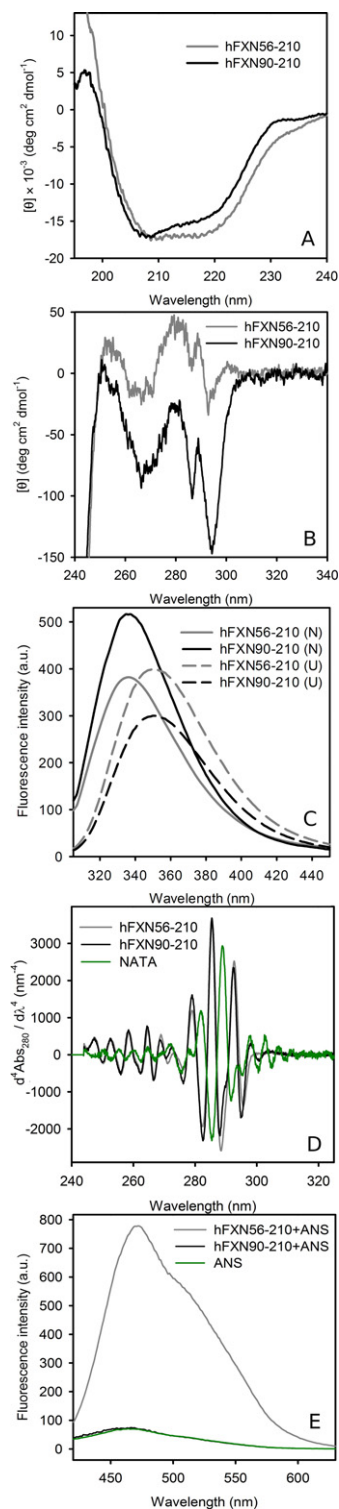 10
5
0
-5
-10
-15
-20
[θ] × 10⁻³ (deg cm² dmol⁻¹)
hFXN56-210
hFXN90-210
A
200 210 220 230 240
Wavelength (nm)
50
0
-50
-100
-150
[θ] (deg cm² dmol⁻¹)
hFXN56-210
hFXN90-210
B
240 260 280 300 320 340
Wavelength (nm)
500
400
300
200
100
0
Fluorescence intensity (a.u.)
hFXN56-210 (N)
hFXN90-210 (N)
hFXN56-210 (U)
hFXN90-210 (U)
C
320 340 360 380 400 420 440
Wavelength (nm)
3000
2000
1000
0
-1000
-2000
d⁴Abs₂₈₀ / dλ⁴ (nm⁻⁴)
hFXN56-210
hFXN90-210
NATA
D
240 260 280 300 320
Wavelength (nm)
800
700
600
500
400
300
200
100
0
Fluorescence intensity (a.u.)
hFXN56-210+ANS
hFXN90-210+ANS
ANS
E
450 500 550 600
Wavelength (nm)